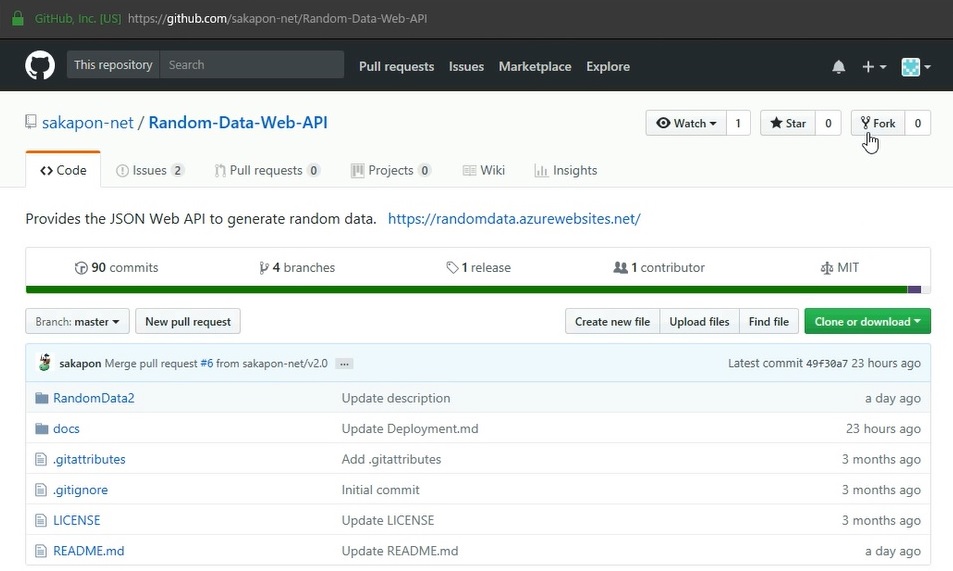 GitHub, Inc. [US] https://github.com/sakapon-net/Random-Data-Web-API
This repository Search Pull requests Issues Marketplace Explore
sakapon-net / Random-Data-Web-API Watch 1 Star 0 Fork 0
Code Issues 2 Pull requests 0 Projects 0 Wiki Insights
Provides the JSON Web API to generate random data. https://randomdata.azurewebsites.net/
90 commits 4 branches 1 release 1 contributor MIT
Branch: master New pull request Create new file Upload files Find file Clone or download
sakapon Merge pull request #6 from sakapon-net/v2.0 ... Latest commit 49f30a7 23 hours ago
RandomData2 Update description a day ago
docs Update Deployment.md 23 hours ago
.gitattributes Add .gitattributes 3 months ago
.gitignore Initial commit 3 months ago
LICENSE Update LICENSE 3 months ago
README.md Update README.md a day ago